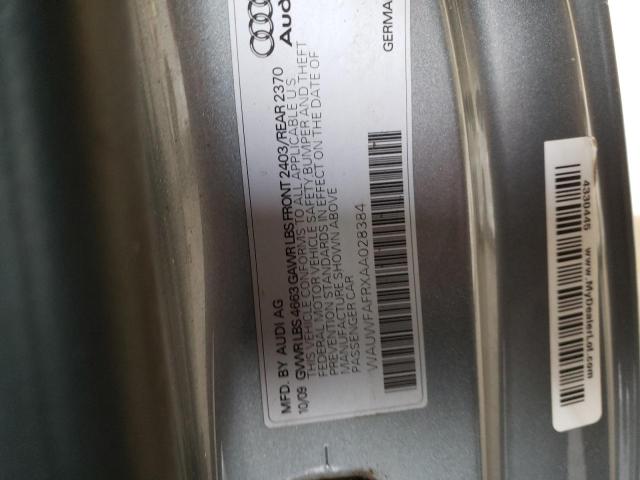 Audi
GERMA
MFD. BY AUDI AG
10/09 GVWR LBS 4663 GAWR LBS FRONT 2403/REAR 2370
THIS VEHICLE CONFORMS TO ALL APPLICABLE U.S.
FEDERAL MOTOR VEHICLE SAFETY BUMPER AND THEFT
PREVENTION STANDARDS IN EFFECT ON THE DATE OF
MANUFACTURE SHOWN ABOVE
PASSENGER CAR
WAUWFAFRXAA028384
4339445
www.MyDealerLot.com